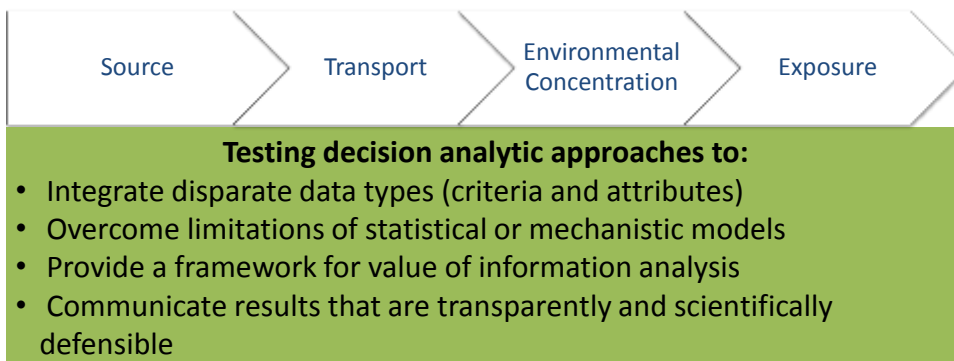 Source
Transport
Environmental
Concentration
Exposure
Testing decision analytic approaches to:
• Integrate disparate data types (criteria and attributes)
• Overcome limitations of statistical or mechanistic models
• Provide a framework for value of information analysis
• Communicate results that are transparently and scientifically
defensible